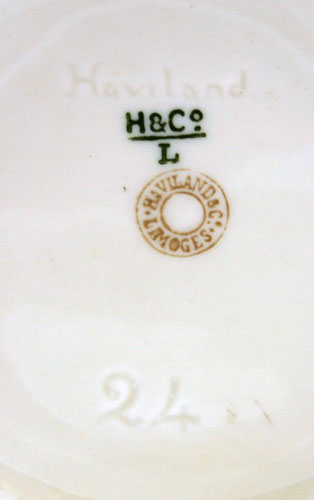 Haviland.
H&Cº
L
HAVILAND & Cº
LIMOGES
24